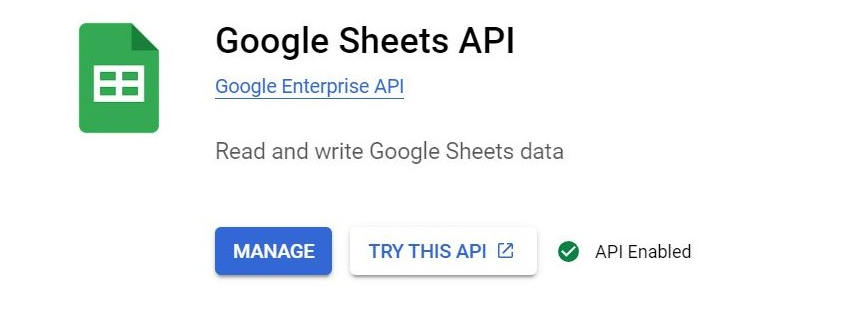 Google Sheets API
Google Enterprise API
Read and write Google Sheets data
MANAGE TRY THIS API API Enabled